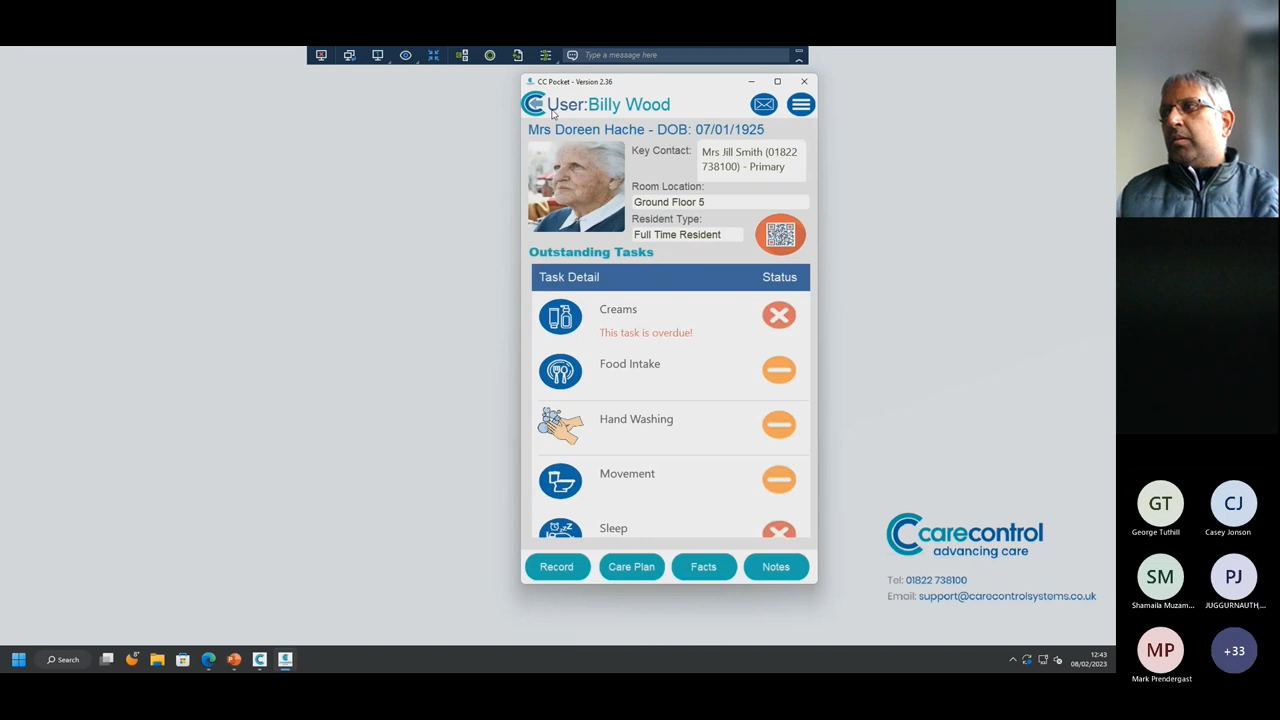 Type a message here
CC Pocket - Version 2.36
User:Billy Wood
Mrs Doreen Hache - DOB: 07/01/1925
Key Contact:
Mrs Jill Smith (01822
738100) - Primary
Room Location:
Ground Floor 5
Resident Type:
Full Time Resident
Outstanding Tasks
Task Detail
Status
Creams
This task is overdue!
Food Intake
Hand Washing
Movement
Sleep
Record
Care Plan
Facts
Notes
carecontrol
advancing care
Tel: 01822 738100
Email: support@carecontrolsystems.co.uk
Search
8°
12:43
08/02/2023
GT
George Tuthill
CJ
Casey Jonson
SM
Shamaila Muzam...
PJ
JUGGURNAUTH,...
MP
Mark Prendergast
+33